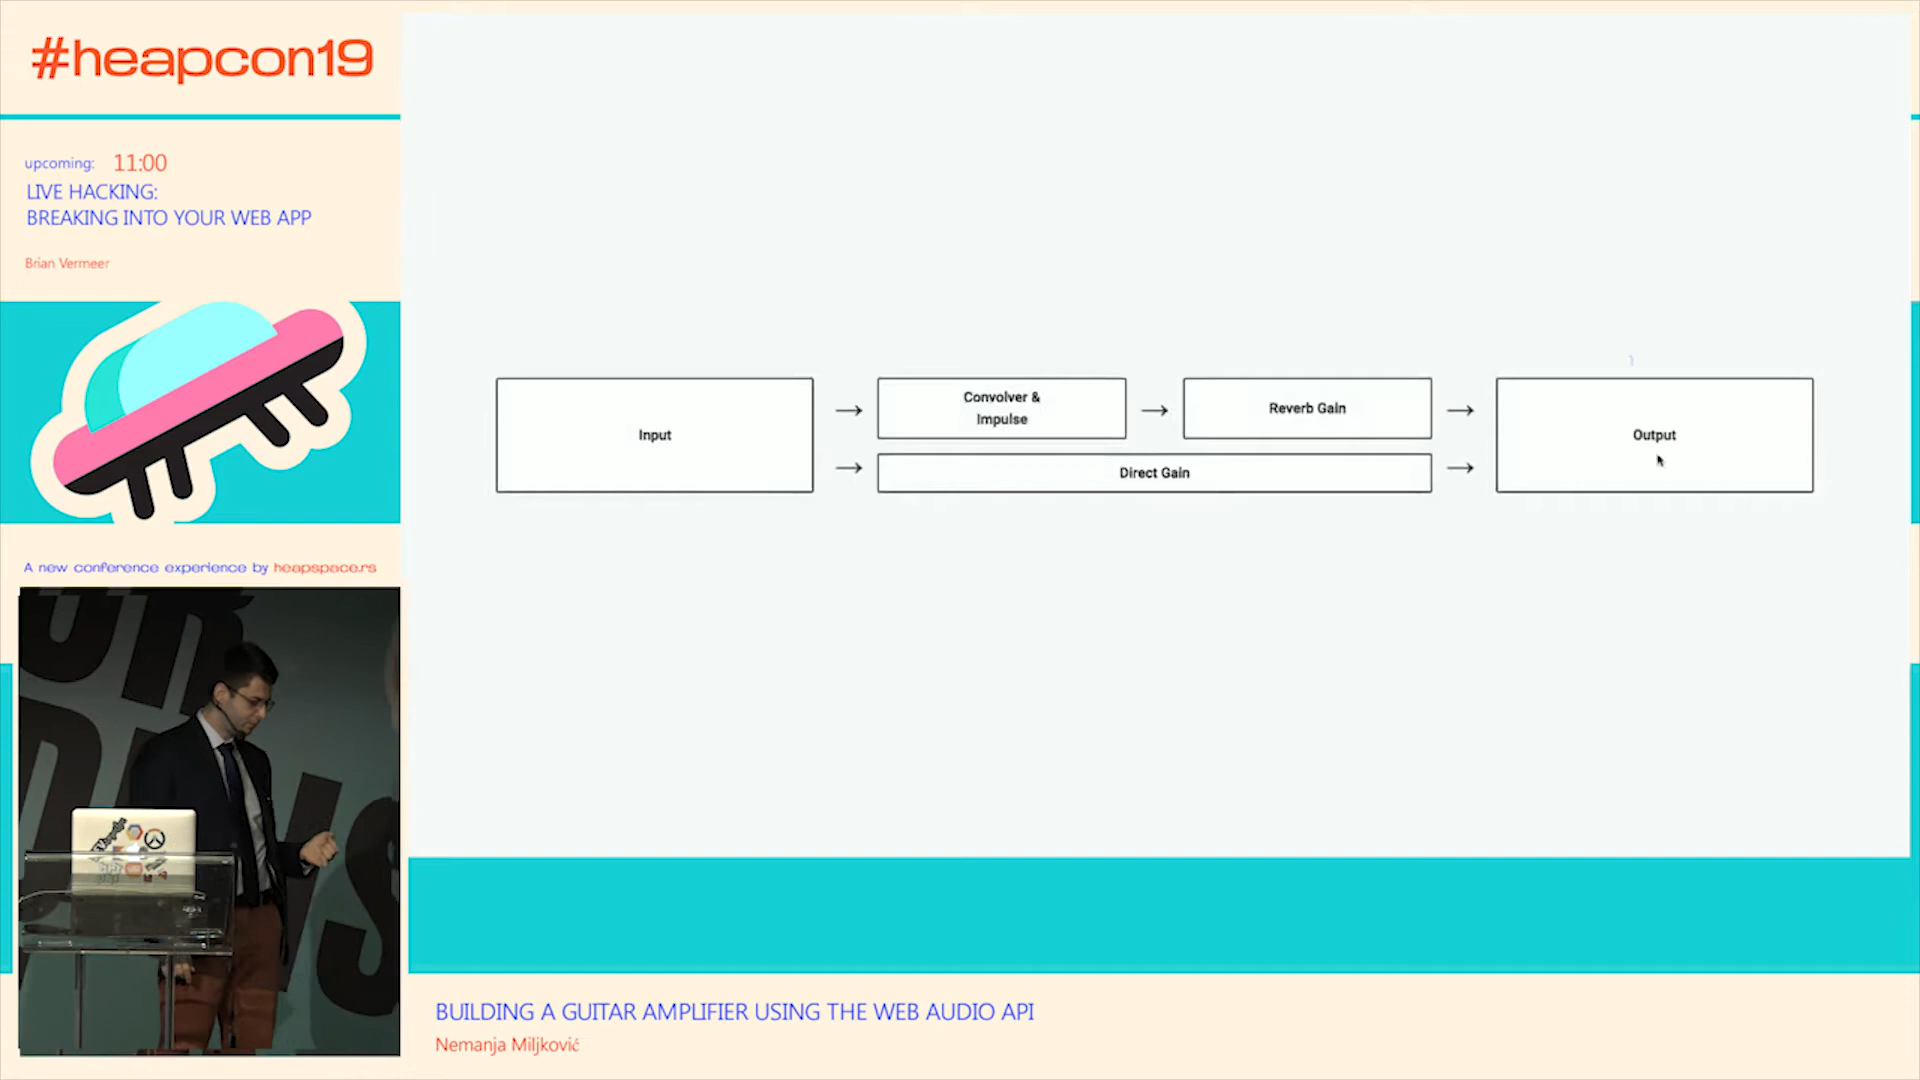 #heapcon19
upcoming: 11:00
LIVE HACKING:
BREAKING INTO YOUR WEB APP
Brian Vermeer
A new conference experience by heapspace.rs
Input
Convolver &
Impulse
Reverb Gain
Direct Gain
Output
BUILDING A GUITAR AMPLIFIER USING THE WEB AUDIO API
Nemanja Miljković